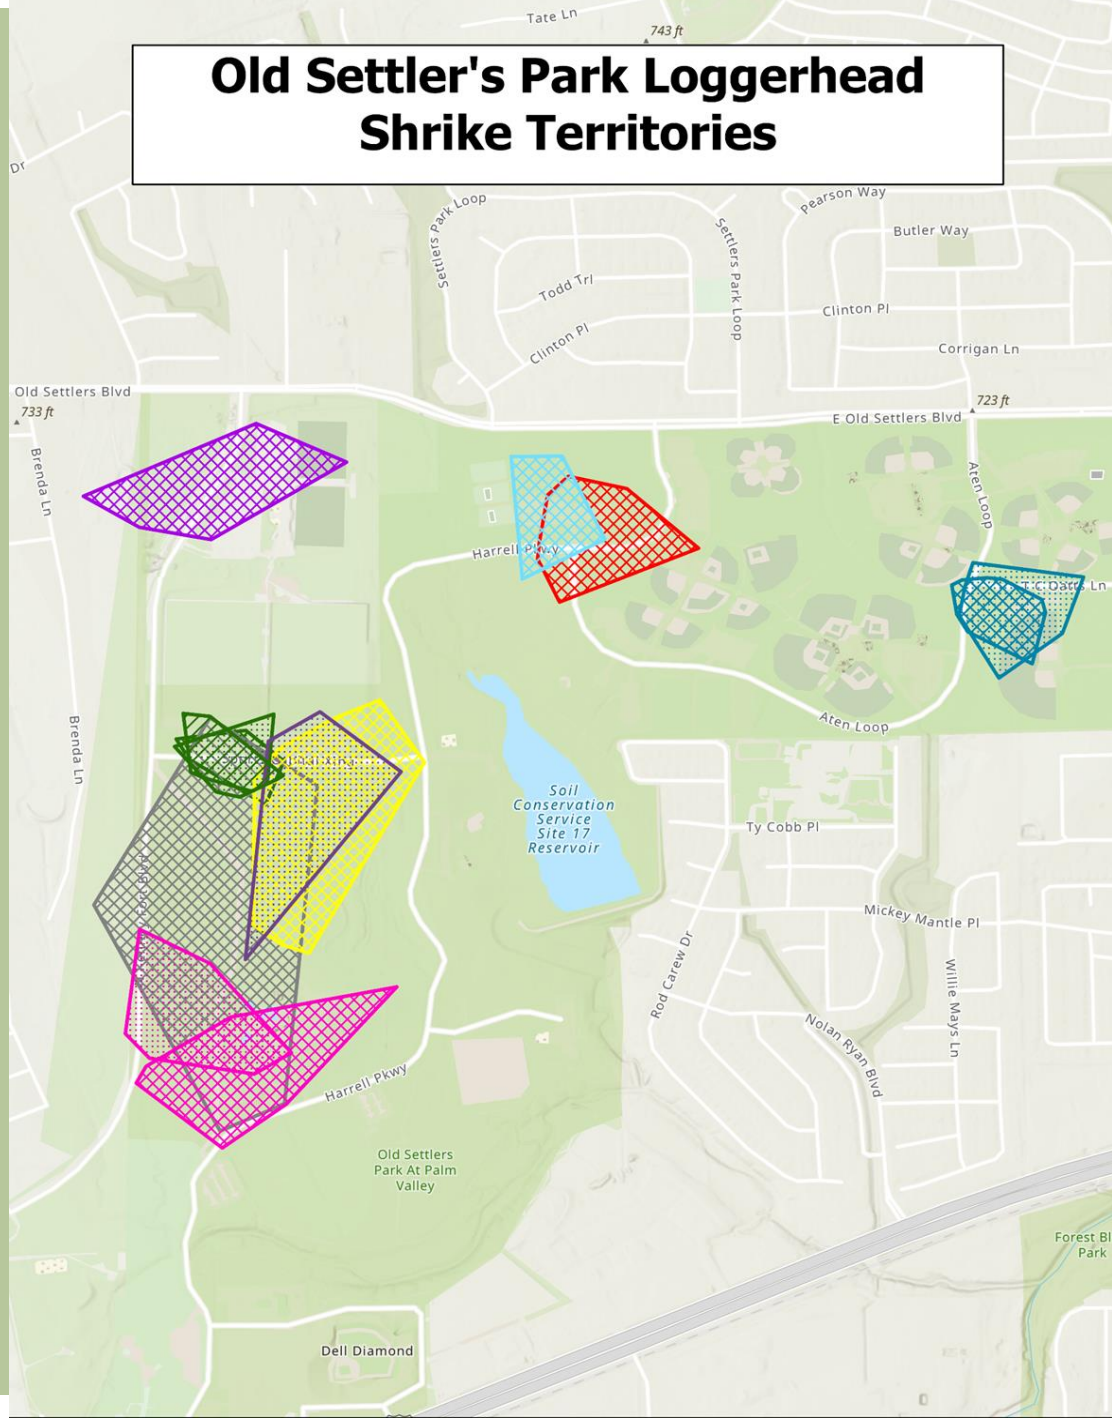 Tate Ln
743 ft
Old Settler's Park Loggerhead
Shrike Territories
Dr
Settlers Park Loop
Settlers Park Loop
Pearson Way
Butler Way
Todd Trl
Clinton Pl
Clinton Pl
Corrigan Ln
Old Settlers Blvd
733 ft
723 ft
E Old Settlers Blvd
Brenda Ln
Aten Loop
Harrell Pkwy
T C Darts Ln
Brenda Ln
Aten Loop
Soil
Conservation
Service
Site 17
Reservoir
Ty Cobb Pl
Mickey Mantle Pl
Rod Carew Dr
Willie Mays Ln
Nolan Ryan Blvd
Harrell Pkwy
Old Settlers
Park At Palm
Valley
Forest Bl
Park
Dell Diamond